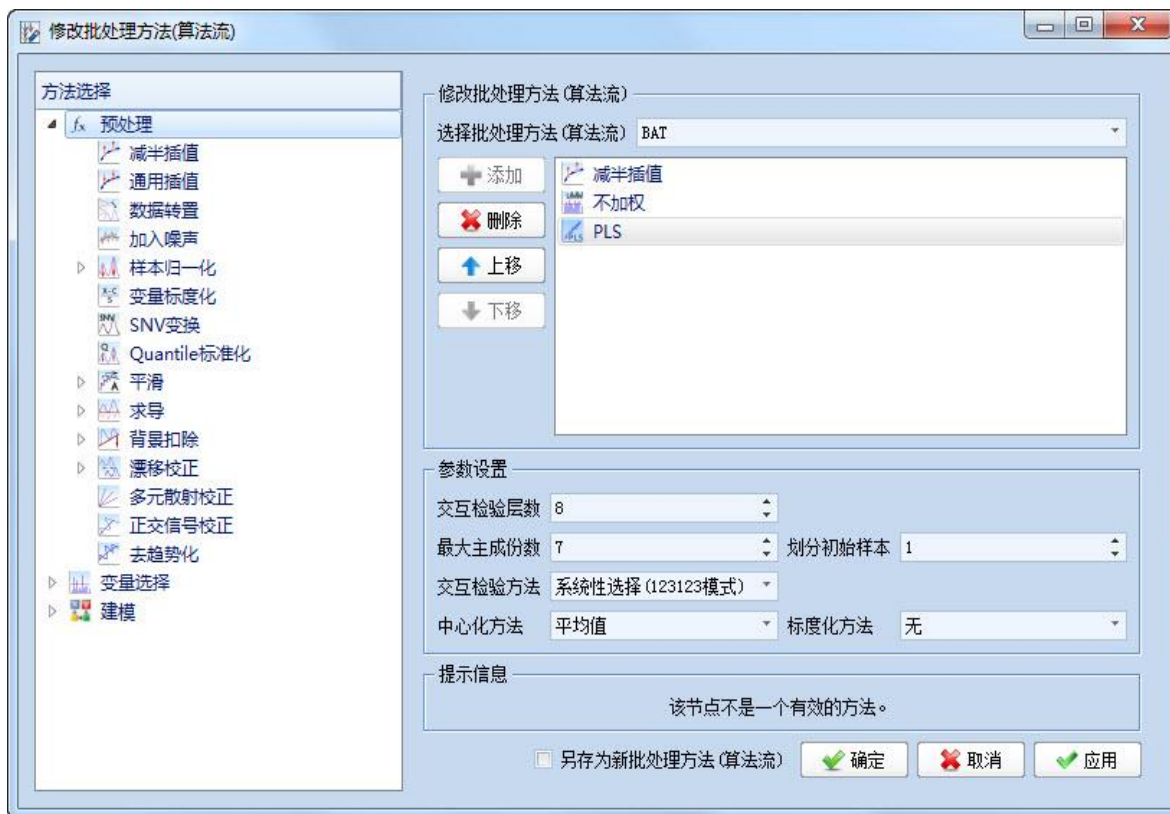 修改批处理方法(算法流)
方法选择
预处理
减半插值
通用插值
数据转置
加入噪声
样本归一化
变量标度化
SNV变换
Quantile标准化
平滑
求导
背景扣除
漂移校正
多元散射校正
正交信号校正
去趋势化
变量选择
建模
修改批处理方法(算法流)
选择批处理方法(算法流) BAT
添加
删除
上移
下移
减半插值
不加权
PLS
参数设置
交互检验层数 8
最大主成份数 7 划分初始样本 1
交互检验方法 系统性选择(123123模式)
中心化方法 平均值 标度化方法 无
提示信息
该节点不是一个有效的方法。
另存为新批处理方法(算法流) 确定 取消 应用